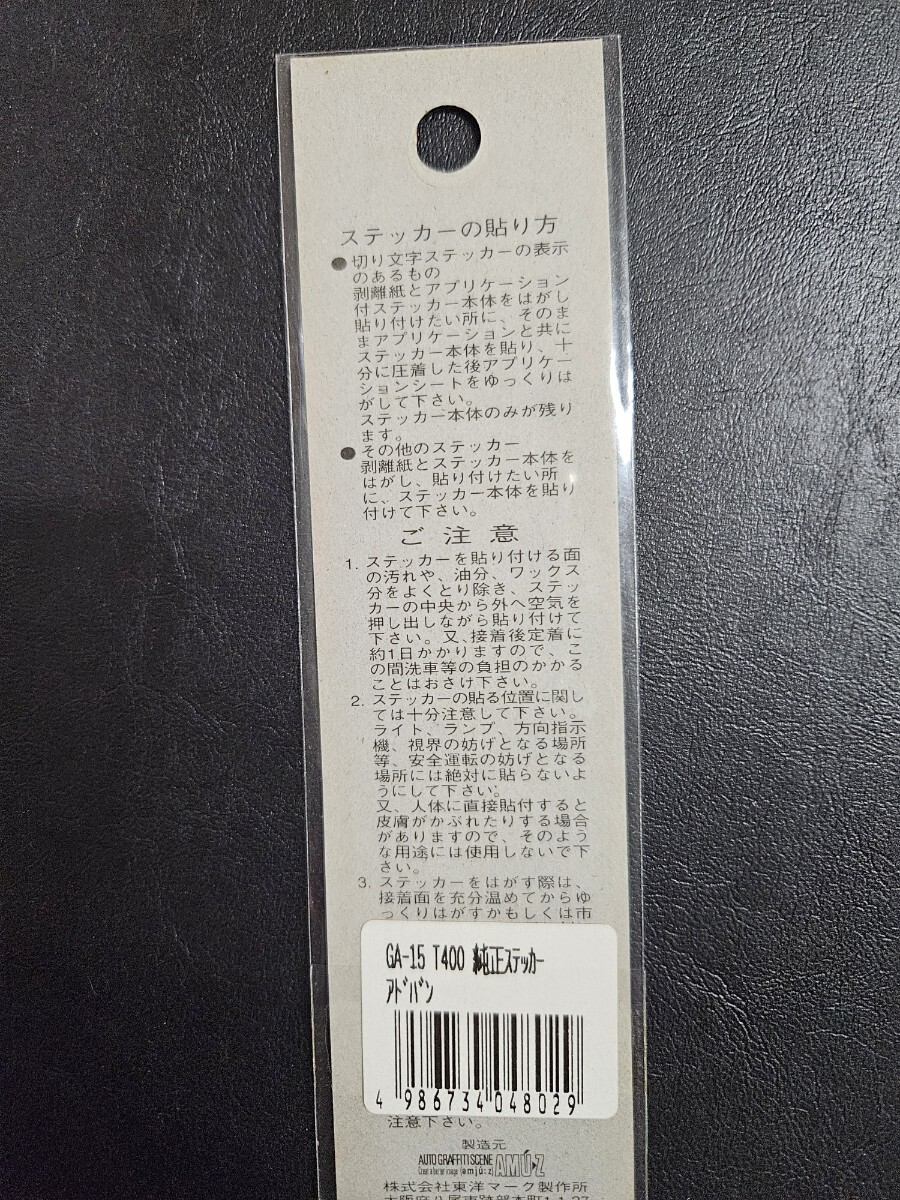 ステッカーの貼り方
●切り文字ステッカーの表示
のあるもの
剥離紙とアプリケーション
付ステッカー本体をはがし
貼り付けたい所に、そのま
まアプリケーションと共に
ステッカー本体を貼り、十
分に圧着した後アプリケー
ションシートをゆっくりは
がして下さい。
ステッカー本体のみが残り
ます。
●その他のステッカー
剥離紙とステッカー本体を
はがし、貼り付けたい所
に、ステッカー本体を貼り
付けて下さい。
ご注意
1. ステッカーを貼り付ける面
の汚れや、油分、ワックス
分をよくとり除き、ステッ
カーの中央から外へ空気を
押し出しながら貼り付けて
下さい。又、接着後定着に
約1日かかりますので、こ
の間洗車等の負担のかかる
ことはおさけ下さい。
2. ステッカーの貼る位置に関し
ては十分注意して下さい。
ライト、ランプ、方向指示
機、視界の妨げとなる場所
等、安全運転の妨げとなる
場所には絶対に貼らないよ
うにして下さい。
又、人体に直接貼付すると
皮膚がかぶれたりする場合
がありますので、そのよう
な用途には使用しないで下
さい。
3. ステッカーをはがす際は、
接着面を充分温めてからゆ
っくりはがすかもしくは市
GA-15 T400 純正ステッカー
アドバン
4 986734 048029
注意下さい。
製造元
AUTO GRAFFITI SCENE AMÚ·Z
株式会社東洋マーク製作所